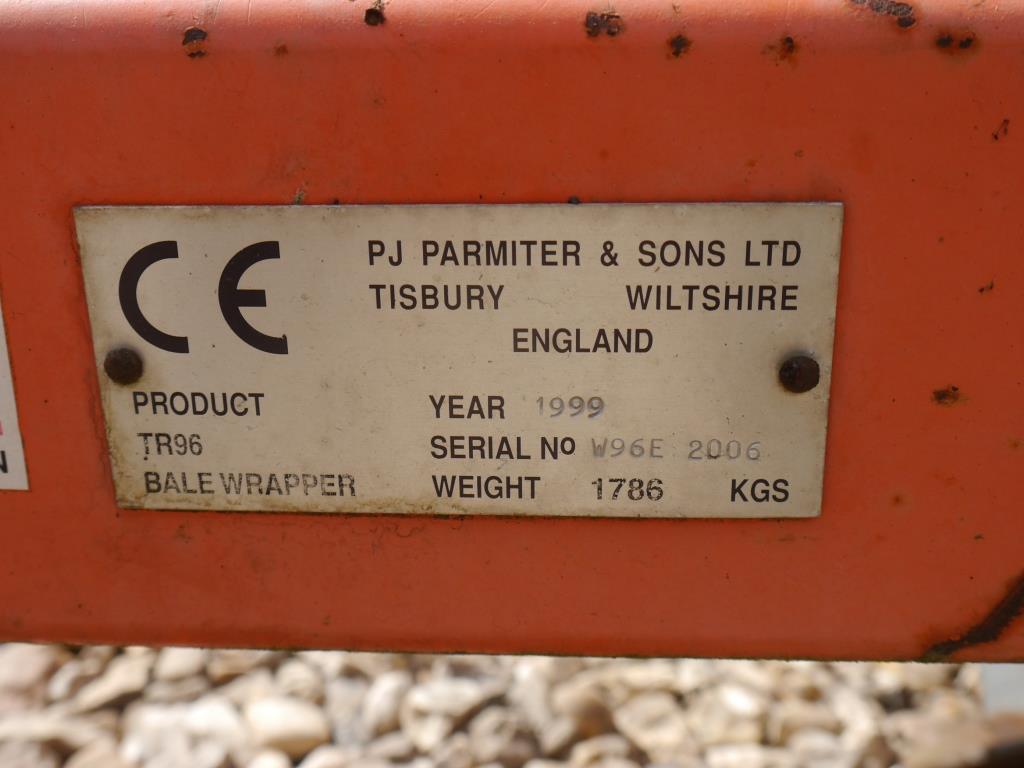 CE
PJ PARMITER & SONS LTD
TISBURY WILTSHIRE
ENGLAND
PRODUCT YEAR 1999
TR96 SERIAL No W96E 2006
BALE WRAPPER WEIGHT 1786 KGS
N